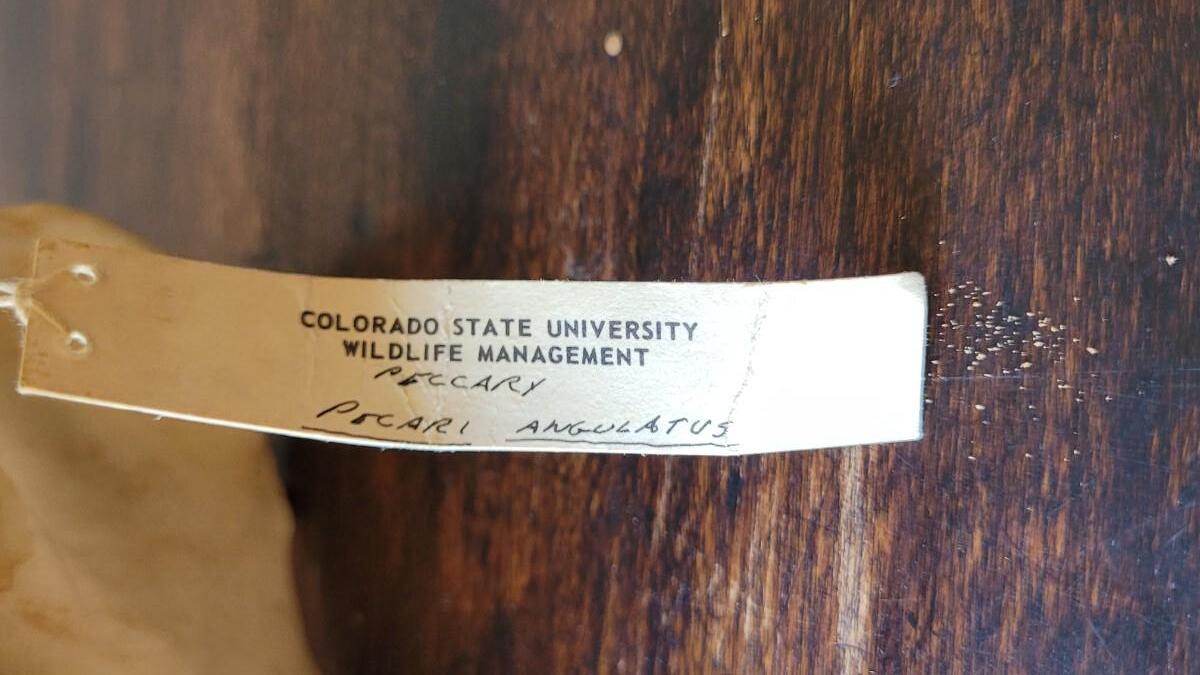 COLORADO STATE UNIVERSITY
WILDLIFE MANAGEMENT
PECCARY
PECARI ANGULATUS